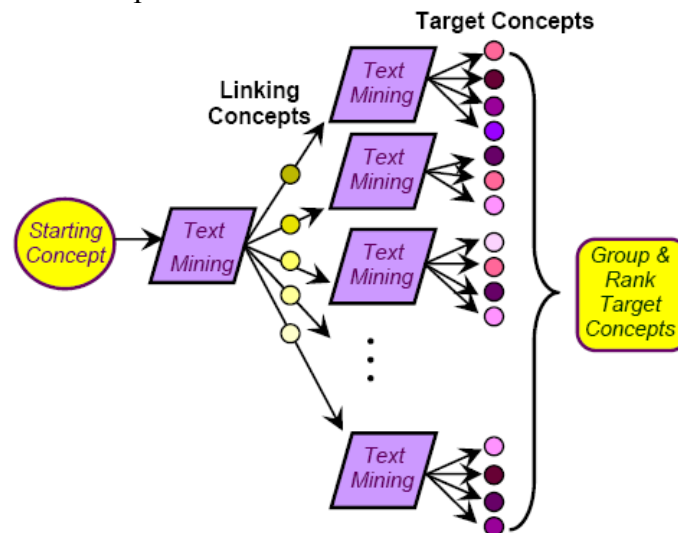 Target Concepts
Linking
Concepts
Starting
Concept
Text
Mining
Text
Mining
Text
Mining
Text
Mining
Text
Mining
Group &
Rank
Target
Concepts